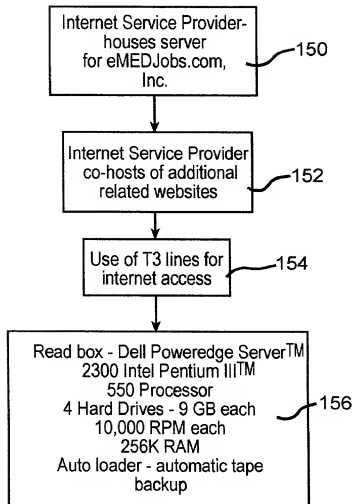 Internet Service Provider-
houses server
for eMEDJobs.com,
Inc.
150
Internet Service Provider
co-hosts of additional
related websites
152
Use of T3 lines for
internet access
154
Read box - Dell Poweredge Server™
2300 Intel Pentium III™
550 Processor
4 Hard Drives - 9 GB each
10,000 RPM each
256K RAM
Auto loader - automatic tape
backup
156